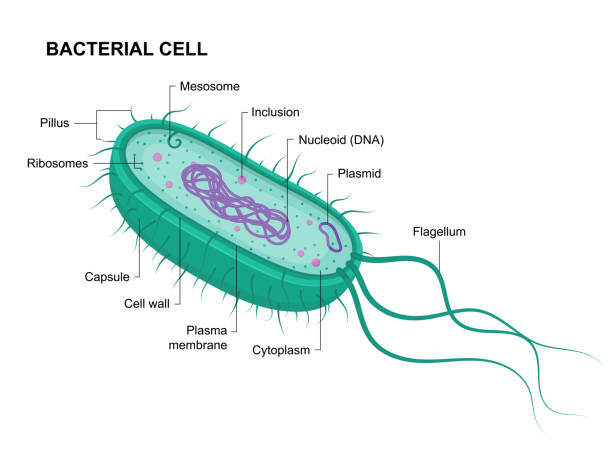 BACTERIAL CELL
Mesosome
Inclusion
Pillus
Nucleoid (DNA)
Ribosomes
Plasmid
Flagellum
Capsule
Cell wall
Plasma
membrane
Cytoplasm